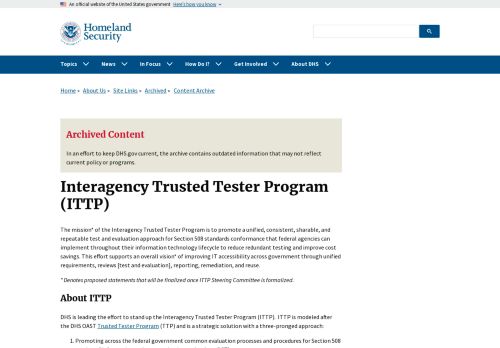 An official website of the United States government Here's how you know
Homeland
Security
Topics News In Focus How Do I? Get Involved About DHS
Home About Us Site Links Archived Content Archive
Archived Content
In an effort to keep DHS.gov current, the archive contains outdated information that may not reflect
current policy or programs.
Interagency Trusted Tester Program
(ITTP)
The mission* of the Interagency Trusted Tester Program is to promote a unified, consistent, sharable, and
repeatable test and evaluation approach for Section 508 standards conformance that federal agencies can
implement throughout their information technology lifecycle to reduce redundant testing and improve cost
savings. This effort supports an overall vision* of improving IT accessibility across government through unified
requirements, reviews [test and evaluation], reporting, remediation, and reuse.
* Denotes proposed statements that will be finalized once ITTP Steering Committee is formalized.
About ITTP
DHS is leading the effort to stand up the Interagency Trusted Tester Program (ITTP). ITTP is modeled after
the DHS OAST Trusted Tester Program (TTP) and is a strategic solution with a three-pronged approach:
1. Promoting across the federal government common evaluation processes and procedures for Section 508